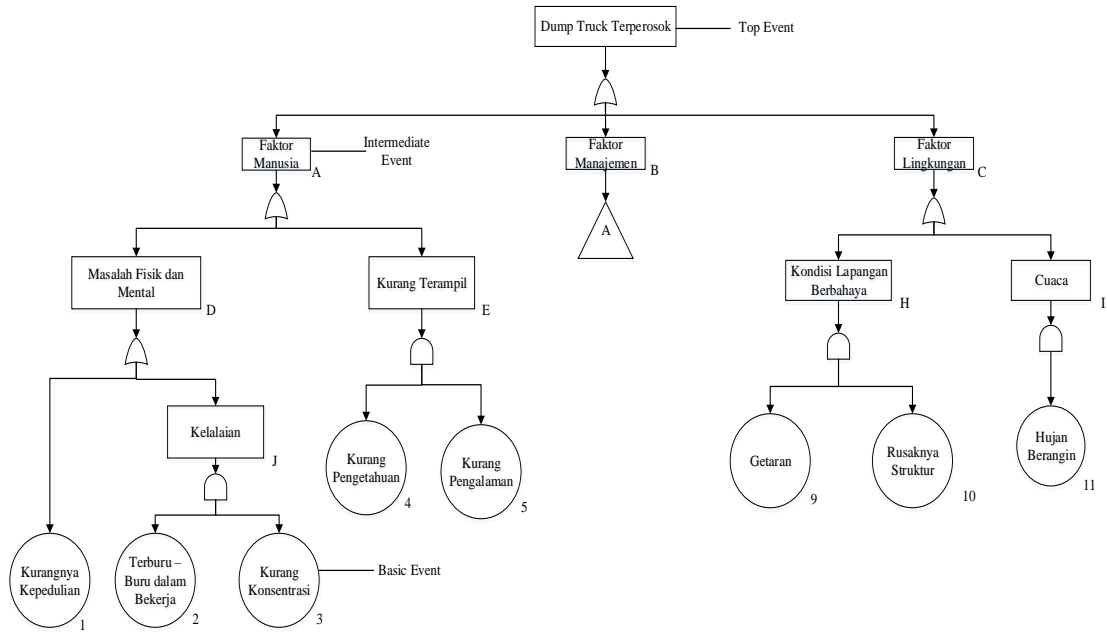 Dump Truck Terperosok
Top Event
Faktor
Manusia
A
Intermediate
Event
Faktor
Manajemen
B
Faktor
Lingkungan
C
A
Masalah Fisik dan
Mental
D
Kurang Terampil
E
Kondisi Lapangan
Berbahaya
H
Cuaca
I
Kelalaian
J
Kurang
Pengetahuan
4
Kurang
Pengalaman
5
Getaran
9
Rusaknya
Struktur
10
Hujan
Berangin
11
Kurangnya
Kepedulian
1
Terburu –
Buru dalam
Bekerja
2
Kurang
Konsentrasi
3
Basic Event